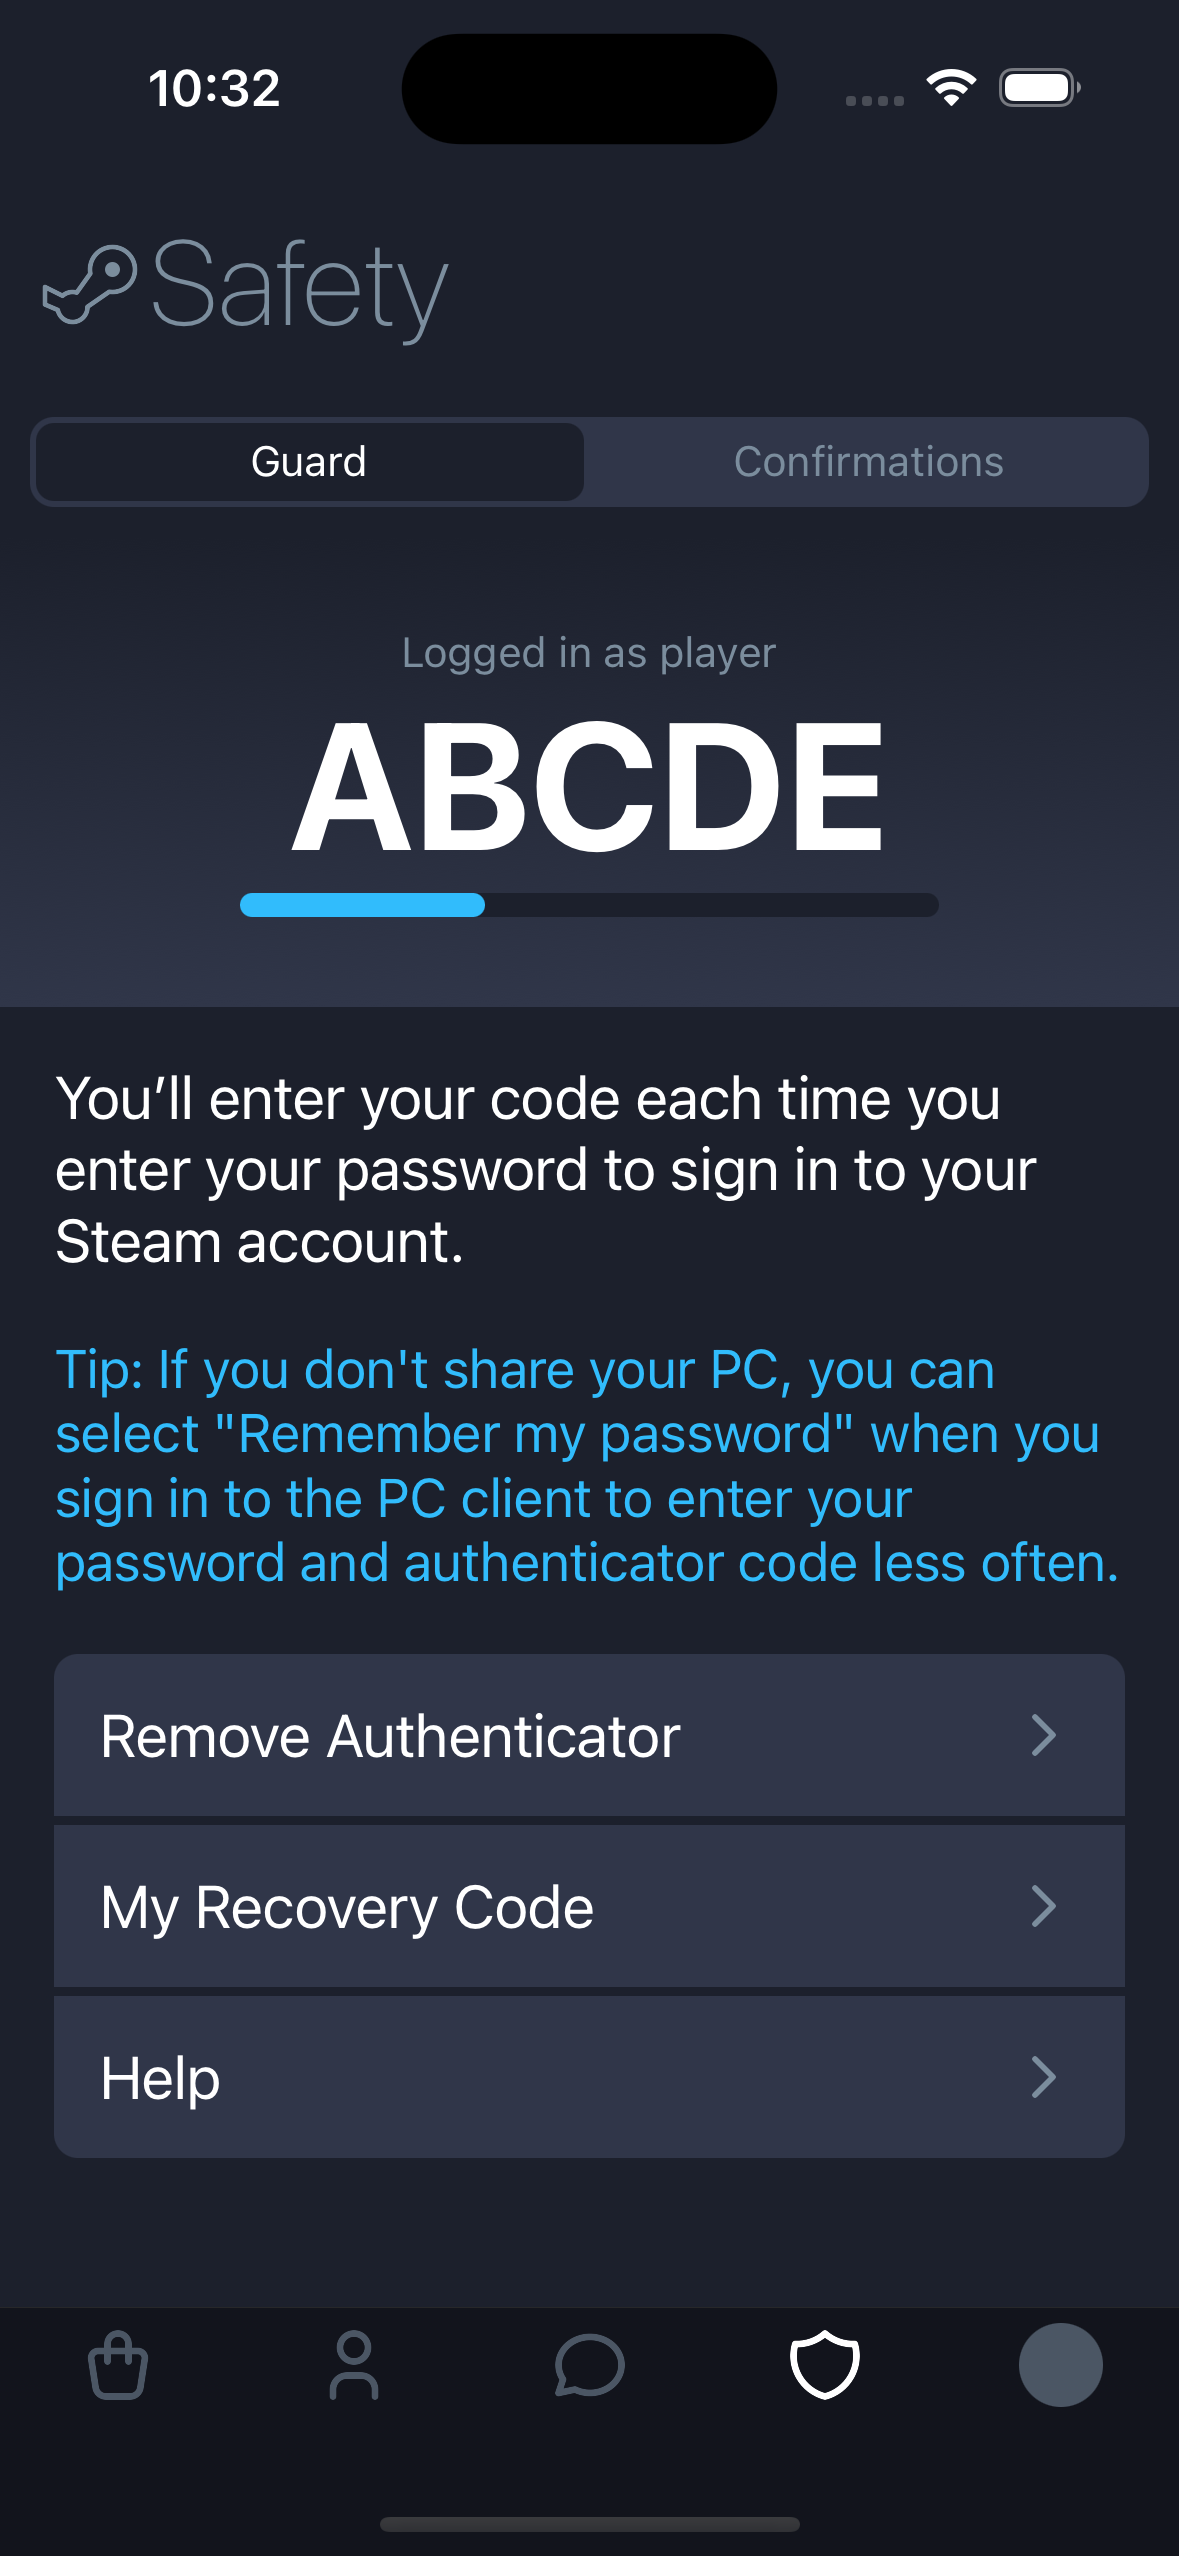 10:32
Safety
Guard
Confirmations
Logged in as player
ABCDE
You’ll enter your code each time you
enter your password to sign in to your
Steam account.
Tip: If you don't share your PC, you can
select "Remember my password" when you
sign in to the PC client to enter your
password and authenticator code less often.
Remove Authenticator
My Recovery Code
Help